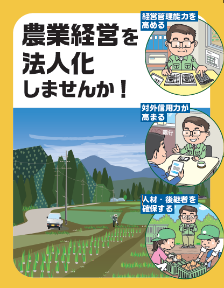 農業経営を
法人化
しませんか！
経営管理能力を
高める
対外信用力が
高まる
人材・後継者を
確保する